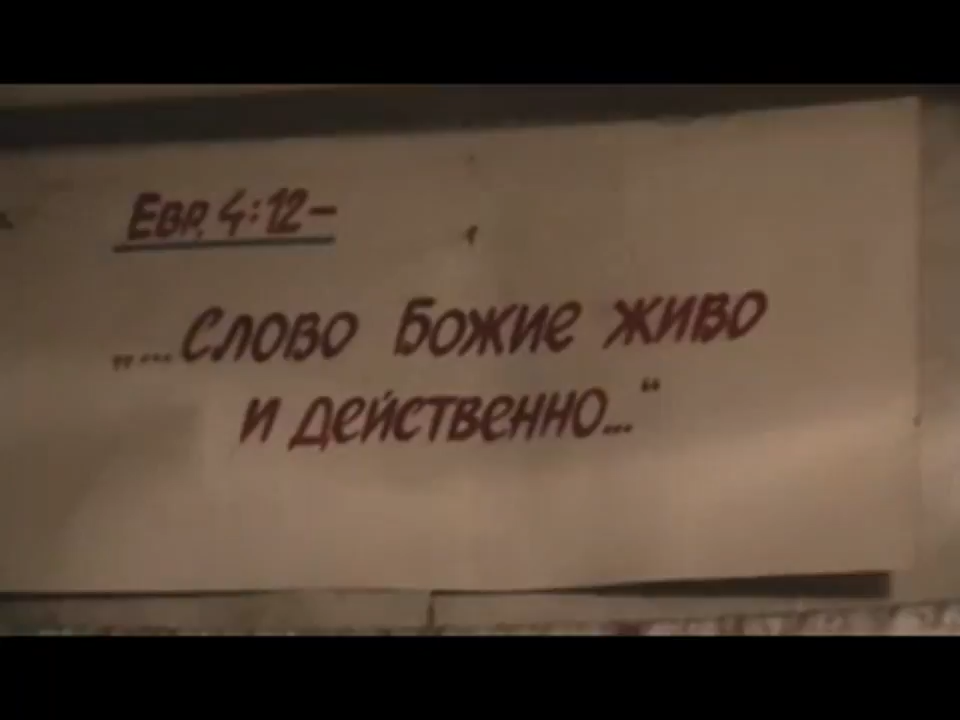 Евр. 4:12–
„...Слово Божие живо
и действенно...“